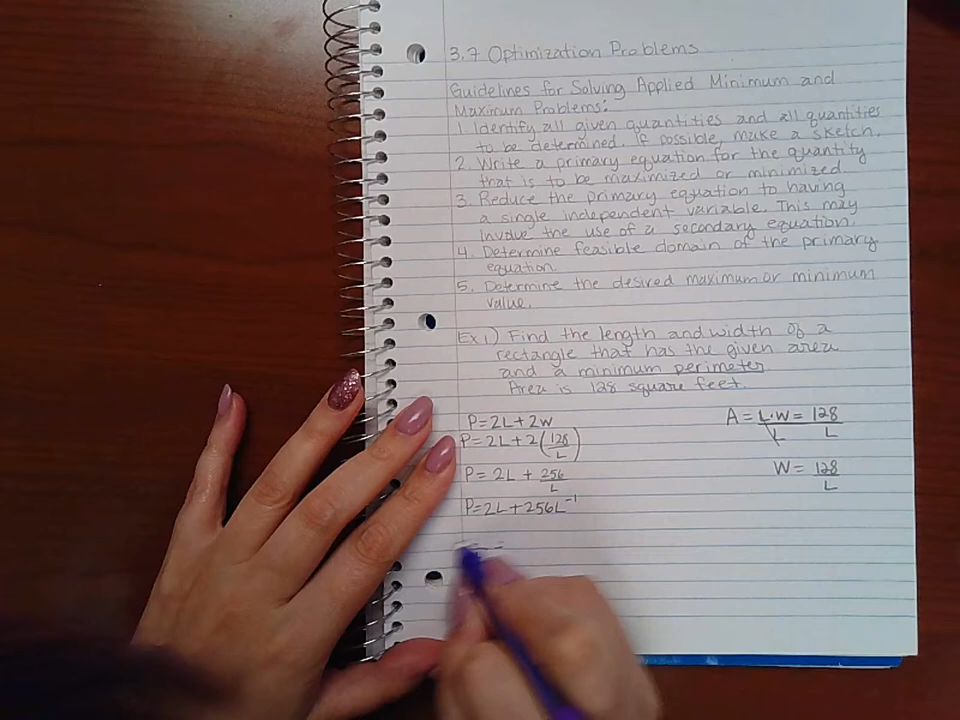 3.7 Optimization Problems
Guidelines for Solving Applied Minimum and
Maximum Problems:
1. Identify all given quantities and all quantities
to be determined. If possible, make a sketch.
2. Write a primary equation for the quantity
that is to be maximized or minimized.
3. Reduce the primary equation to having
a single independent variable. This may
involve the use of a secondary equation.
4. Determine feasible domain of the primary
equation.
5. Determine the desired maximum or minimum
value.
Ex 1) Find the length and width of a
rectangle that has the given area
and a minimum perimeter.
Area is 128 square feet.
P=2L+2W
P=2L+2(128/L)
P=2L+256/L
P=2L+256L⁻¹
A=L·W=128
L L
W=128/L